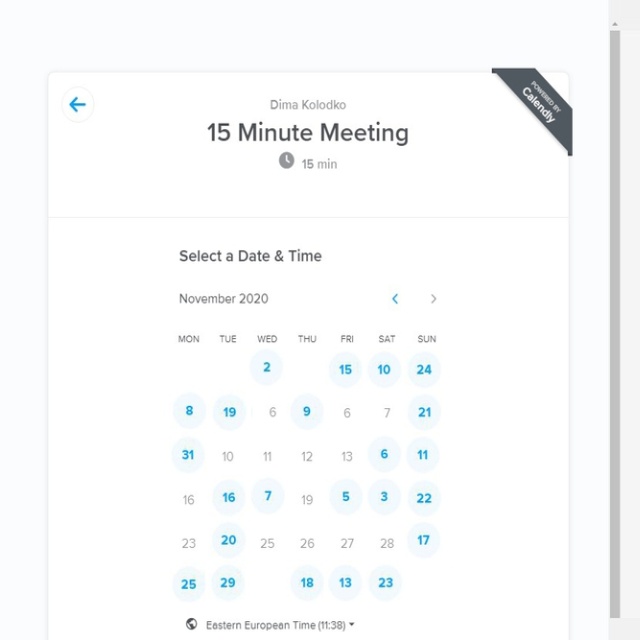 POWERED BY
Calendly
Dima Kolodko
15 Minute Meeting
15 min
Select a Date & Time
November 2020
MON TUE WED THU FRI SAT SUN
2 15 10 24
8 19 6 9 6 7 21
31 10 11 12 13 6 11
16 16 7 19 5 3 22
23 20 25 26 27 28 17
25 29 18 13 23
Eastern European Time (11:38)